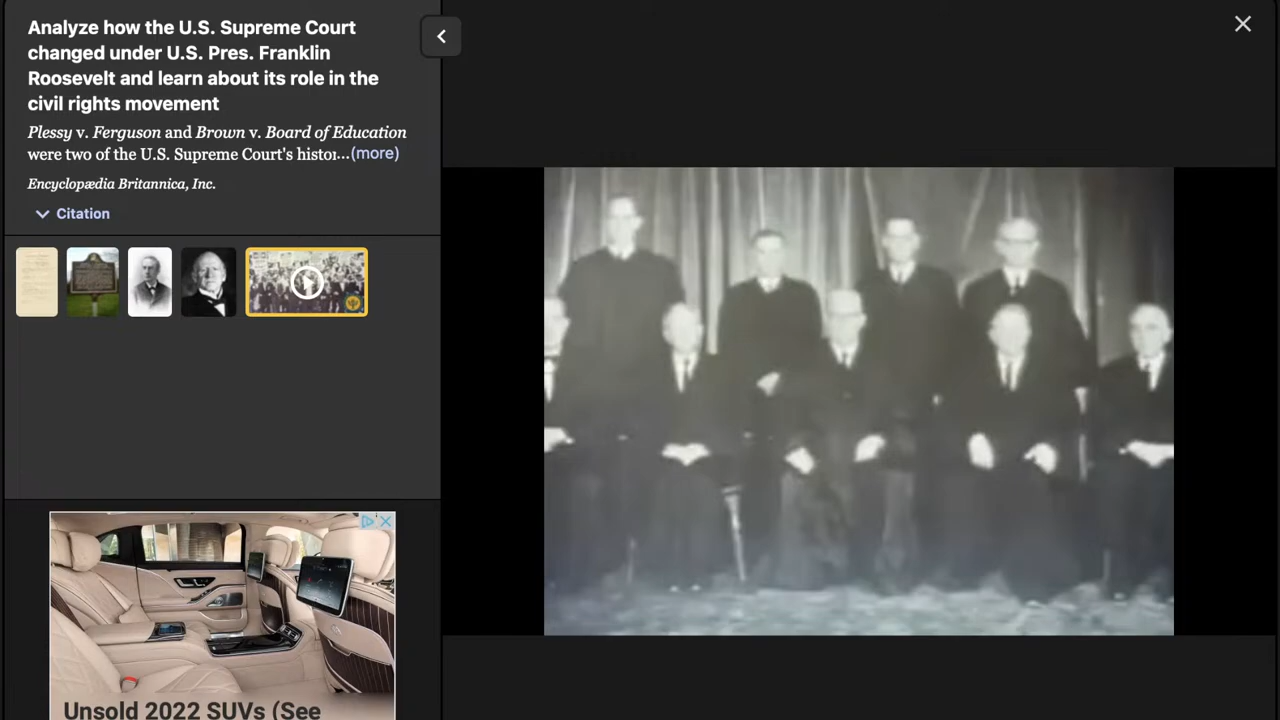 Analyze how the U.S. Supreme Court
changed under U.S. Pres. Franklin
Roosevelt and learn about its role in the
civil rights movement
Plessy v. Ferguson and Brown v. Board of Education
were two of the U.S. Supreme Court's histor...(more)
Encyclopædia Britannica, Inc.
Citation
Unsold 2022 SUVs (See